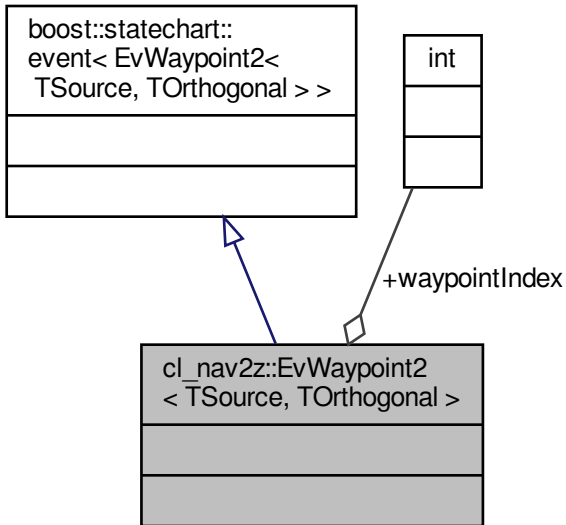 boost::statechart::
event< EvWaypoint2<
TSource, TOrthogonal > >
int
+waypointIndex
cl_nav2z::EvWaypoint2
< TSource, TOrthogonal >